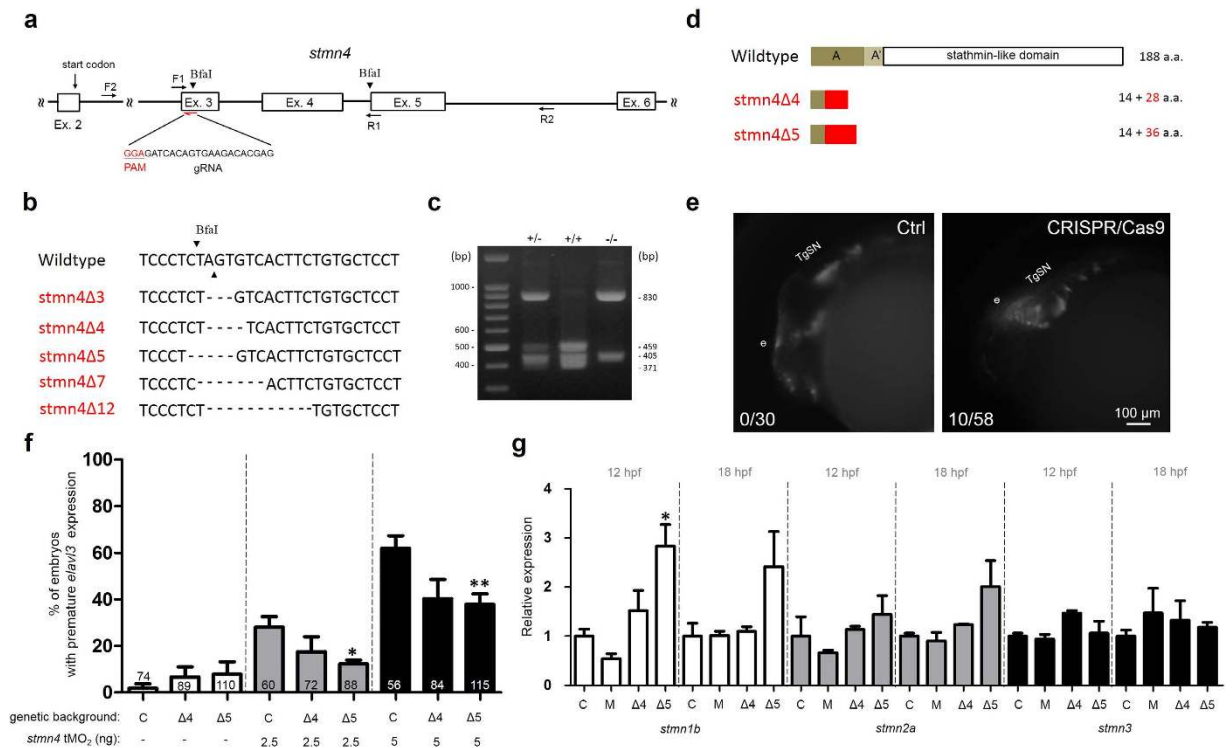 a
stmn4
start codon
F2
F1
BfaI
BfaI
Ex. 2
Ex. 3
Ex. 4
Ex. 5
Ex. 6
R1
R2
GGAGATCACAGTGAAGACACGAG
PAM
gRNA
b
BfaI
Wildtype TCCCTCTAGTGTCACTTCTGTGCTCCT
stmn4Δ3 TCCCTCT---GTCACTTCTGTGCTCCT
stmn4Δ4 TCCCTCT----TCACTTCTGTGCTCCT
stmn4Δ5 TCCCT-----GTCACTTCTGTGCTCCT
stmn4Δ7 TCCCTC-------ACTTCTGTGCTCCT
stmn4Δ12 TCCCTCT------------TGTGCTCCT
c
+/- +/+ -/-
(bp) (bp)
1000 -
600 -
500 -
400 -
- 830
- 459
- 405
- 371
d
Wildtype A A' stathmin-like domain 188 a.a.
stmn4Δ4 14 + 28 a.a.
stmn4Δ5 14 + 36 a.a.
e
Ctrl
TgSN
e
0/30
CRISPR/Cas9
TgSN
e
10/58
100 µm
f
% of embryos
with premature elavl3 expression
100
80
60
40
20
0
74 89 110 60 72 88 56 84 115
* **
genetic background: C Δ4 Δ5 C Δ4 Δ5 C Δ4 Δ5
stmn4 tMO2 (ng): - - - 2.5 2.5 2.5 5 5 5
g
12 hpf 18 hpf 12 hpf 18 hpf 12 hpf 18 hpf
Relative expression
4
3
2
1
0
*
C M Δ4 Δ5 C M Δ4 Δ5 C M Δ4 Δ5 C M Δ4 Δ5 C M Δ4 Δ5 C M Δ4 Δ5
stmn1b stmn2a stmn3